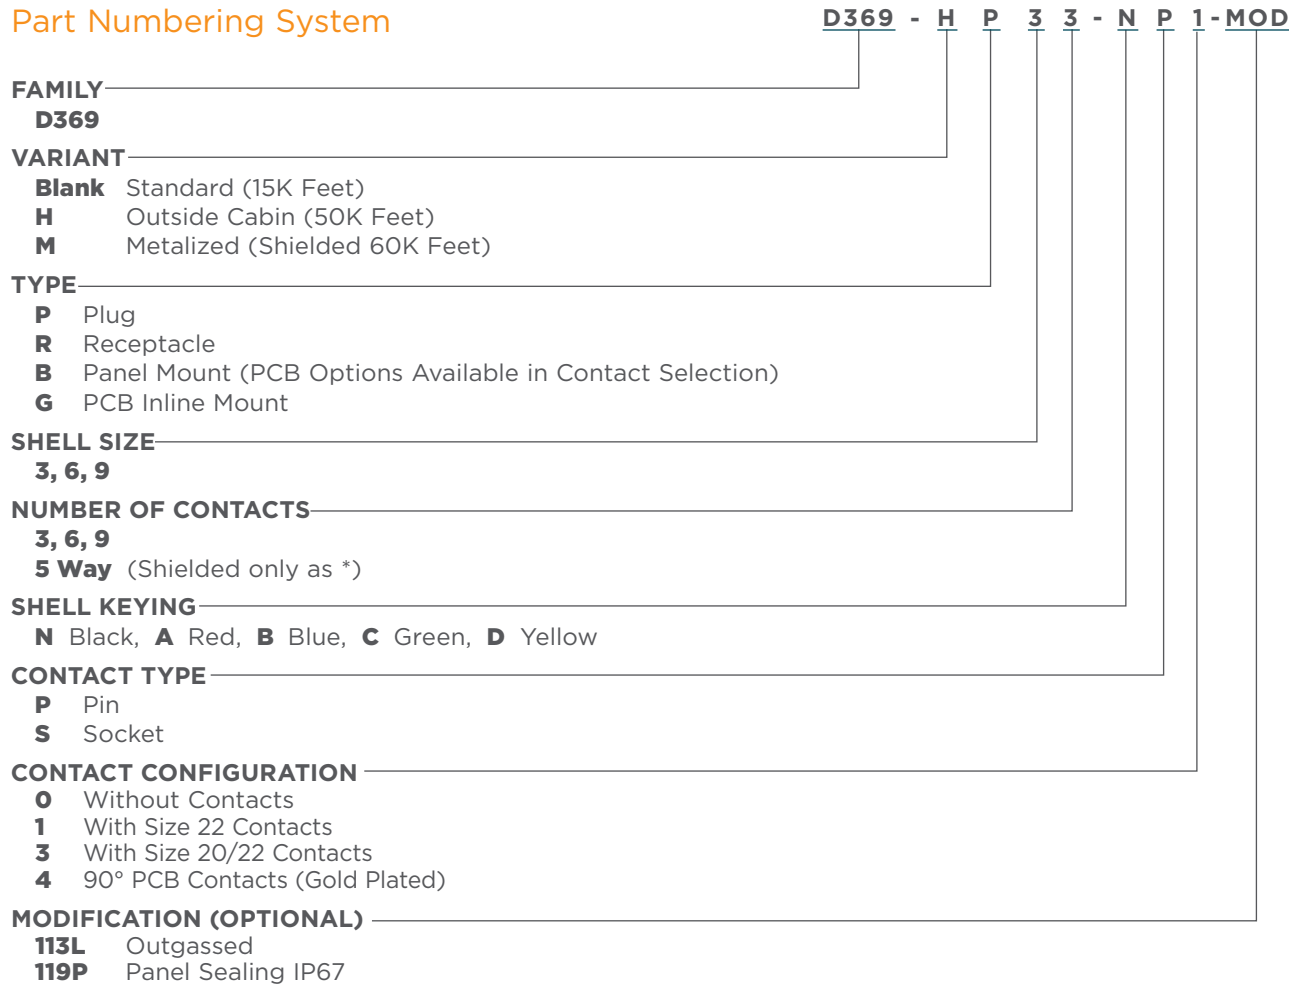 Part Numbering System
D369 - H P 3 3 - N P 1 - MOD
FAMILY
D369
VARIANT
Blank Standard (15K Feet)
H Outside Cabin (50K Feet)
M Metalized (Shielded 60K Feet)
TYPE
P Plug
R Receptacle
B Panel Mount (PCB Options Available in Contact Selection)
G PCB Inline Mount
SHELL SIZE
3, 6, 9
NUMBER OF CONTACTS
3, 6, 9
5 Way (Shielded only as *)
SHELL KEYING
N Black, A Red, B Blue, C Green, D Yellow
CONTACT TYPE
P Pin
S Socket
CONTACT CONFIGURATION
0 Without Contacts
1 With Size 22 Contacts
3 With Size 20/22 Contacts
4 90° PCB Contacts (Gold Plated)
MODIFICATION (OPTIONAL)
113L Outgassed
119P Panel Sealing IP67